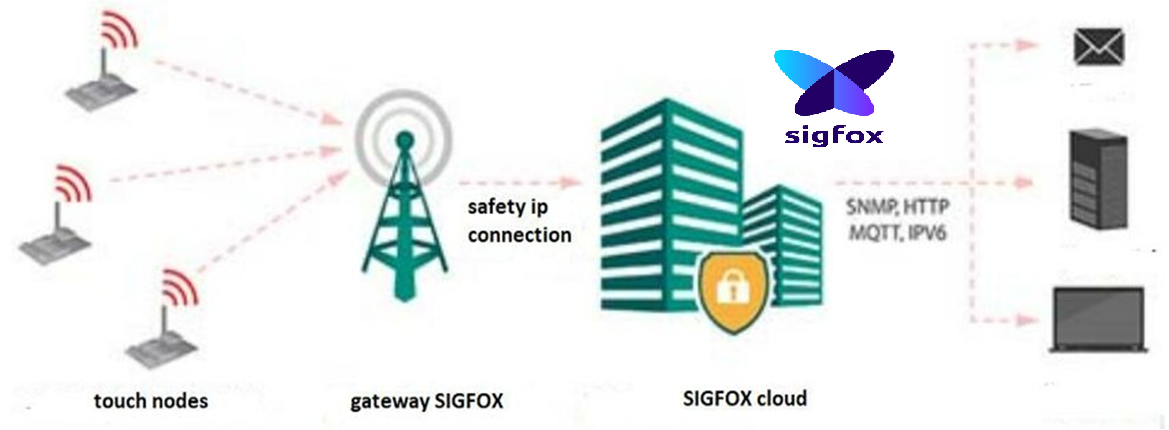 sigfox
safety ip
connection
SNMP, HTTP
MQTT, IPV6
touch nodes
gateway SIGFOX
SIGFOX cloud